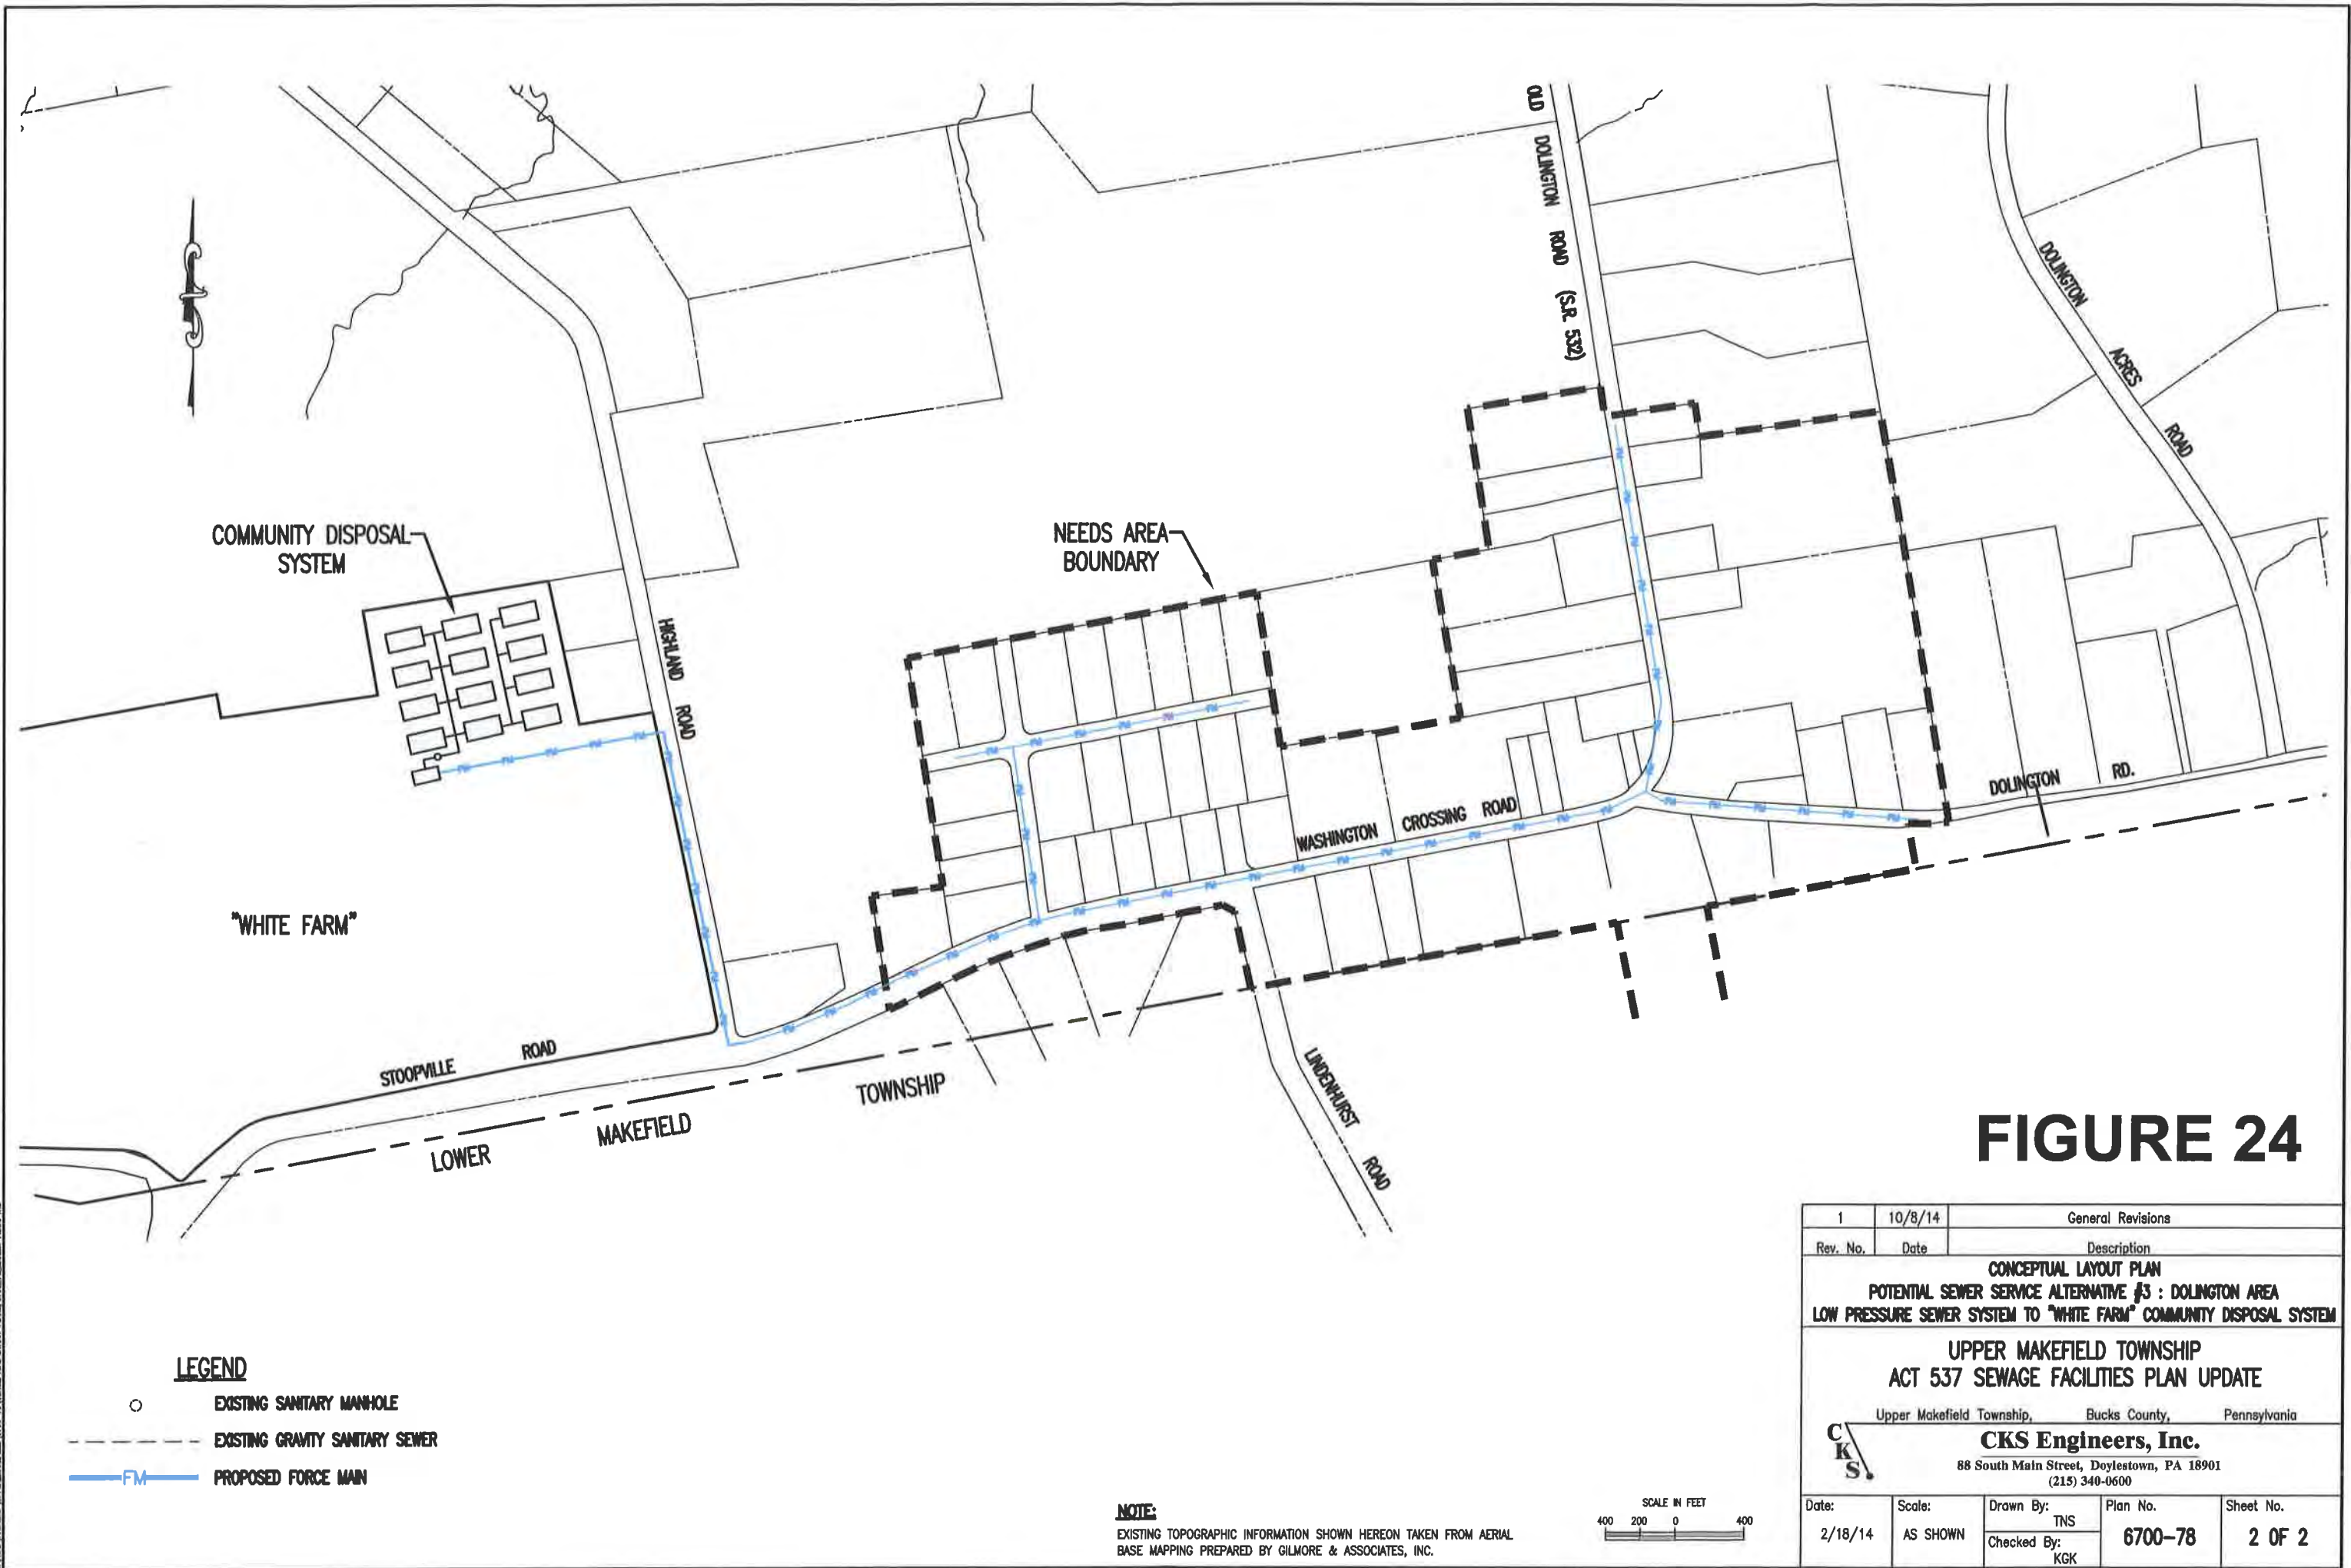 OLD DOLINGTON ROAD (S.R. 532)
DOLINGTON ACRES ROAD
COMMUNITY DISPOSAL
SYSTEM
NEEDS AREA
BOUNDARY
HIGHLAND ROAD
DOLINGTON RD.
WASHINGTON CROSSING ROAD
"WHITE FARM"
STOOPVILLE ROAD
LOWER MAKEFIELD TOWNSHIP
LINDENHURST ROAD
FIGURE 24
1 10/8/14 General Revisions
Rev. No. Date Description
CONCEPTUAL LAYOUT PLAN
POTENTIAL SEWER SERVICE ALTERNATIVE #3 : DOLINGTON AREA
LOW PRESSURE SEWER SYSTEM TO "WHITE FARM" COMMUNITY DISPOSAL SYSTEM
UPPER MAKEFIELD TOWNSHIP
ACT 537 SEWAGE FACILITIES PLAN UPDATE
Upper Makefield Township, Bucks County, Pennsylvania
CKS
CKS Engineers, Inc.
88 South Main Street, Doylestown, PA 18901
(215) 340-0600
Date: Scale: Drawn By: Plan No. Sheet No.
TNS
2/18/14 AS SHOWN 6700-78 2 OF 2
Checked By:
KGK
LEGEND
EXISTING SANITARY MANHOLE
EXISTING GRAVITY SANITARY SEWER
FM PROPOSED FORCE MAIN
NOTE:
EXISTING TOPOGRAPHIC INFORMATION SHOWN HEREON TAKEN FROM AERIAL
BASE MAPPING PREPARED BY GILMORE & ASSOCIATES, INC.
SCALE IN FEET
400 200 0 400